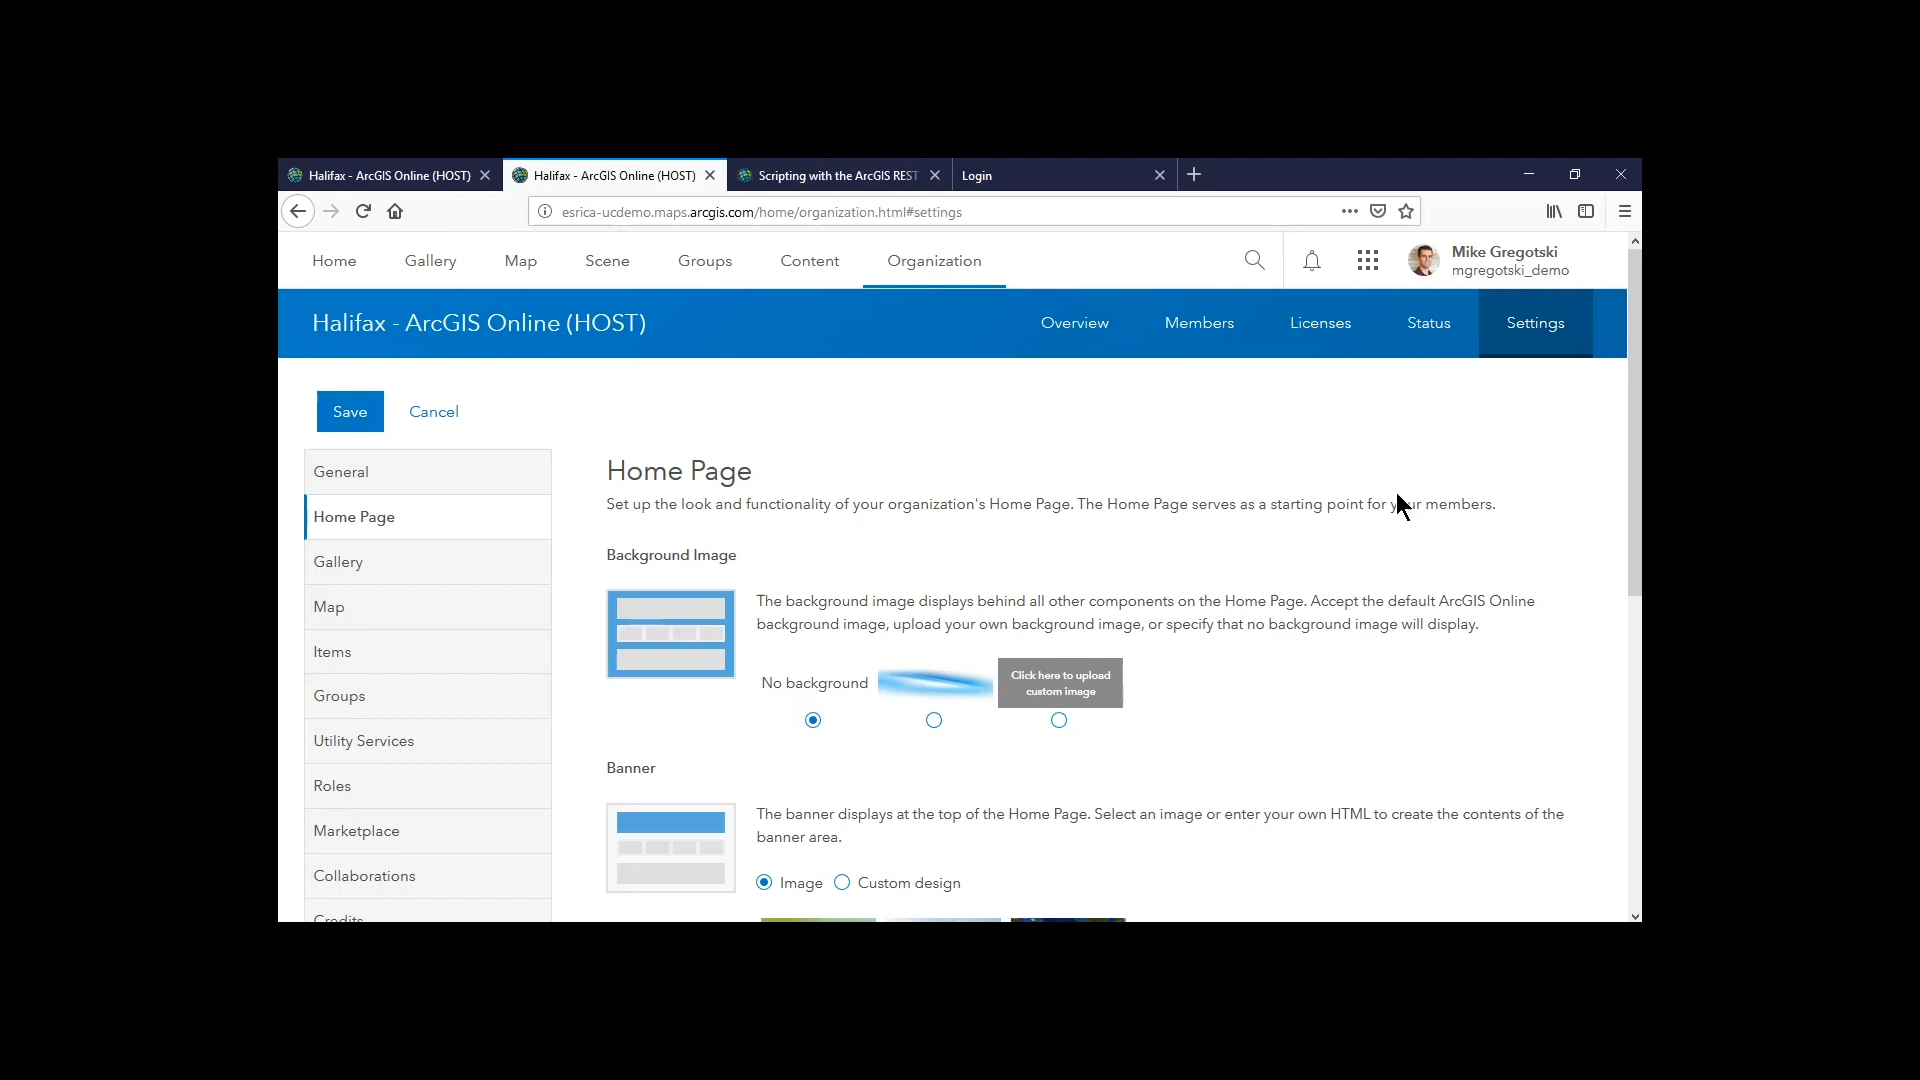 Halifax - ArcGIS Online (HOST)
Halifax - ArcGIS Online (HOST)
Scripting with the ArcGIS REST
Login
esrica-ucdemo.maps.arcgis.com/home/organization.html#settings
Home
Gallery
Map
Scene
Groups
Content
Organization
Mike Gregotski
mgregotski_demo
Halifax - ArcGIS Online (HOST)
Overview
Members
Licenses
Status
Settings
Save
Cancel
General
Home Page
Gallery
Map
Items
Groups
Utility Services
Roles
Marketplace
Collaborations
Credits
Home Page
Set up the look and functionality of your organization's Home Page. The Home Page serves as a starting point for your members.
Background Image
The background image displays behind all other components on the Home Page. Accept the default ArcGIS Online
background image, upload your own background image, or specify that no background image will display.
No background
Click here to upload
custom image
Banner
The banner displays at the top of the Home Page. Select an image or enter your own HTML to create the contents of the
banner area.
Image
Custom design